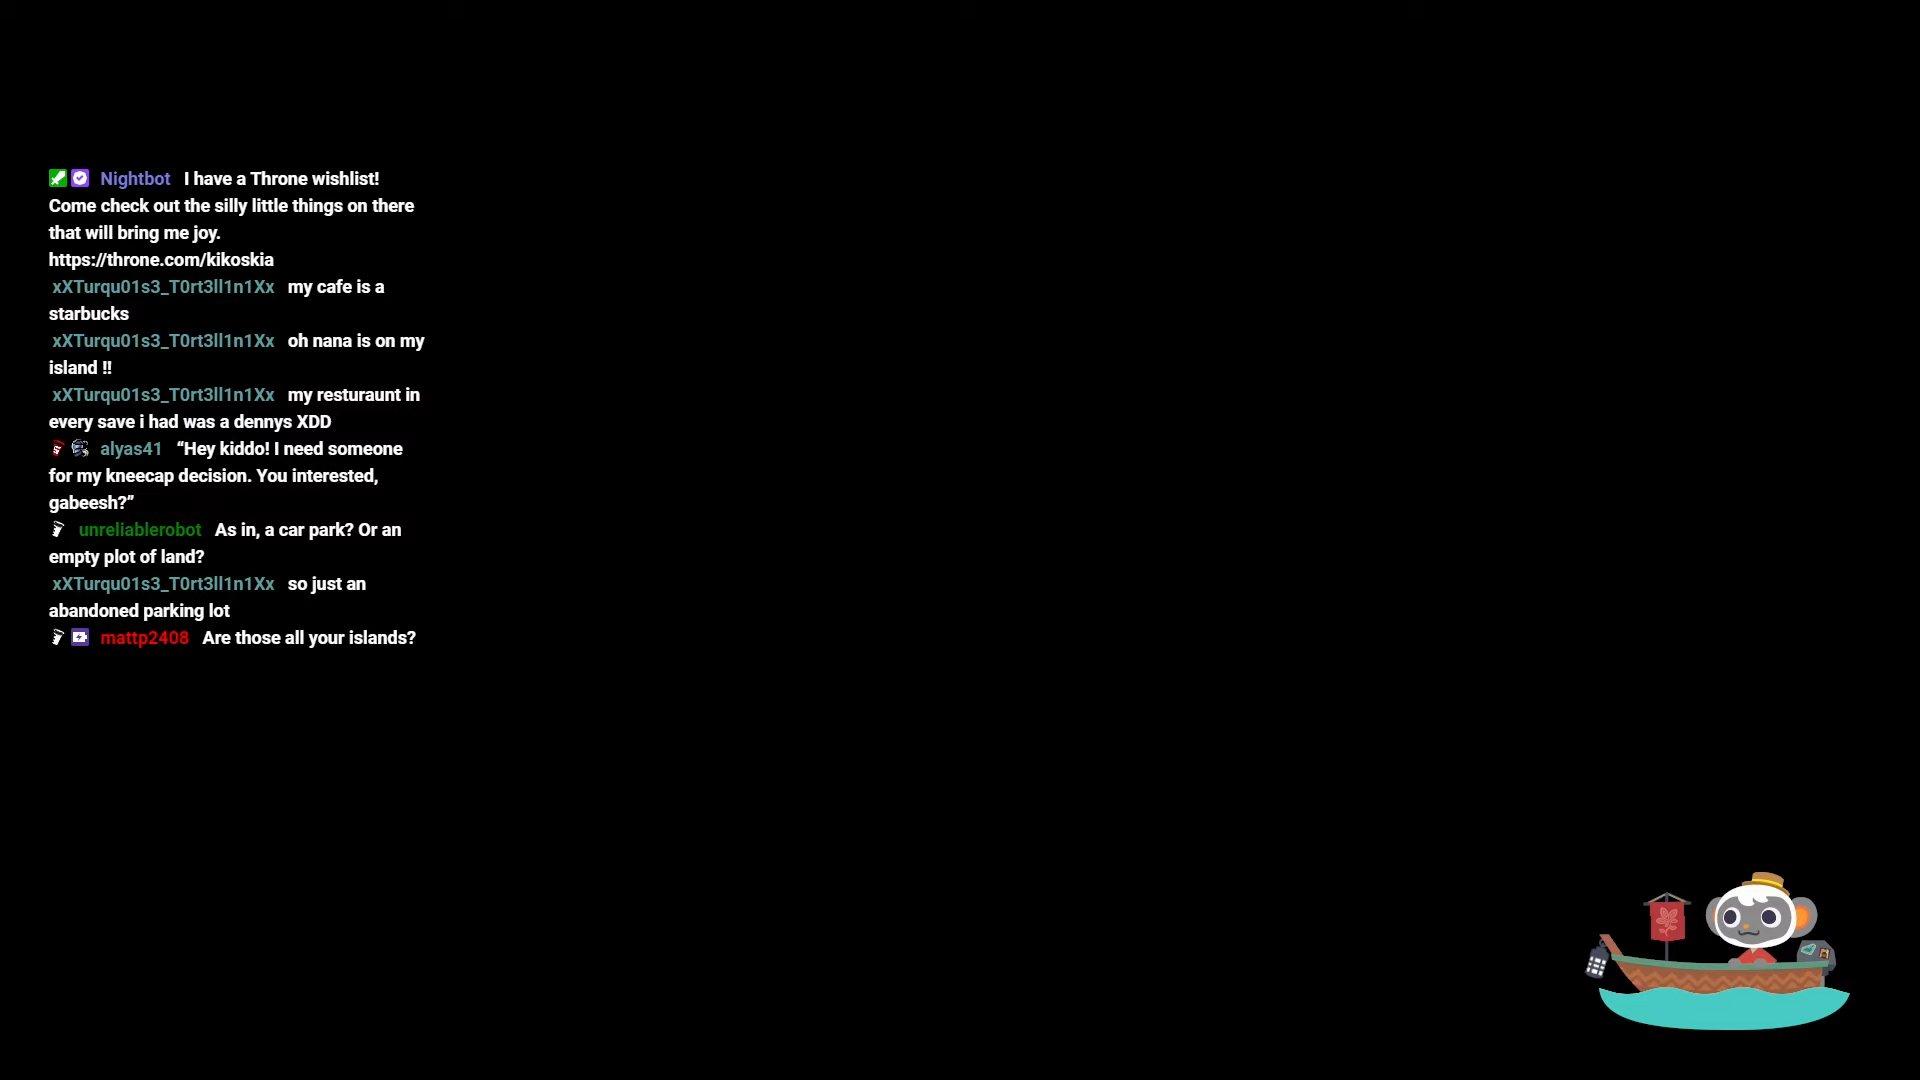 Nightbot I have a Throne wishlist!
Come check out the silly little things on there
that will bring me joy.
https://throne.com/kikoskia
xXTurqu01s3_T0rt3ll1n1Xx my cafe is a
starbucks
xXTurqu01s3_T0rt3ll1n1Xx oh nana is on my
island !!
xXTurqu01s3_T0rt3ll1n1Xx my resturaunt in
every save i had was a dennys XDD
alyas41 “Hey kiddo! I need someone
for my kneecap decision. You interested,
gabeesh?”
unreliablerobot As in, a car park? Or an
empty plot of land?
xXTurqu01s3_T0rt3ll1n1Xx so just an
abandoned parking lot
mattp2408 Are those all your islands?